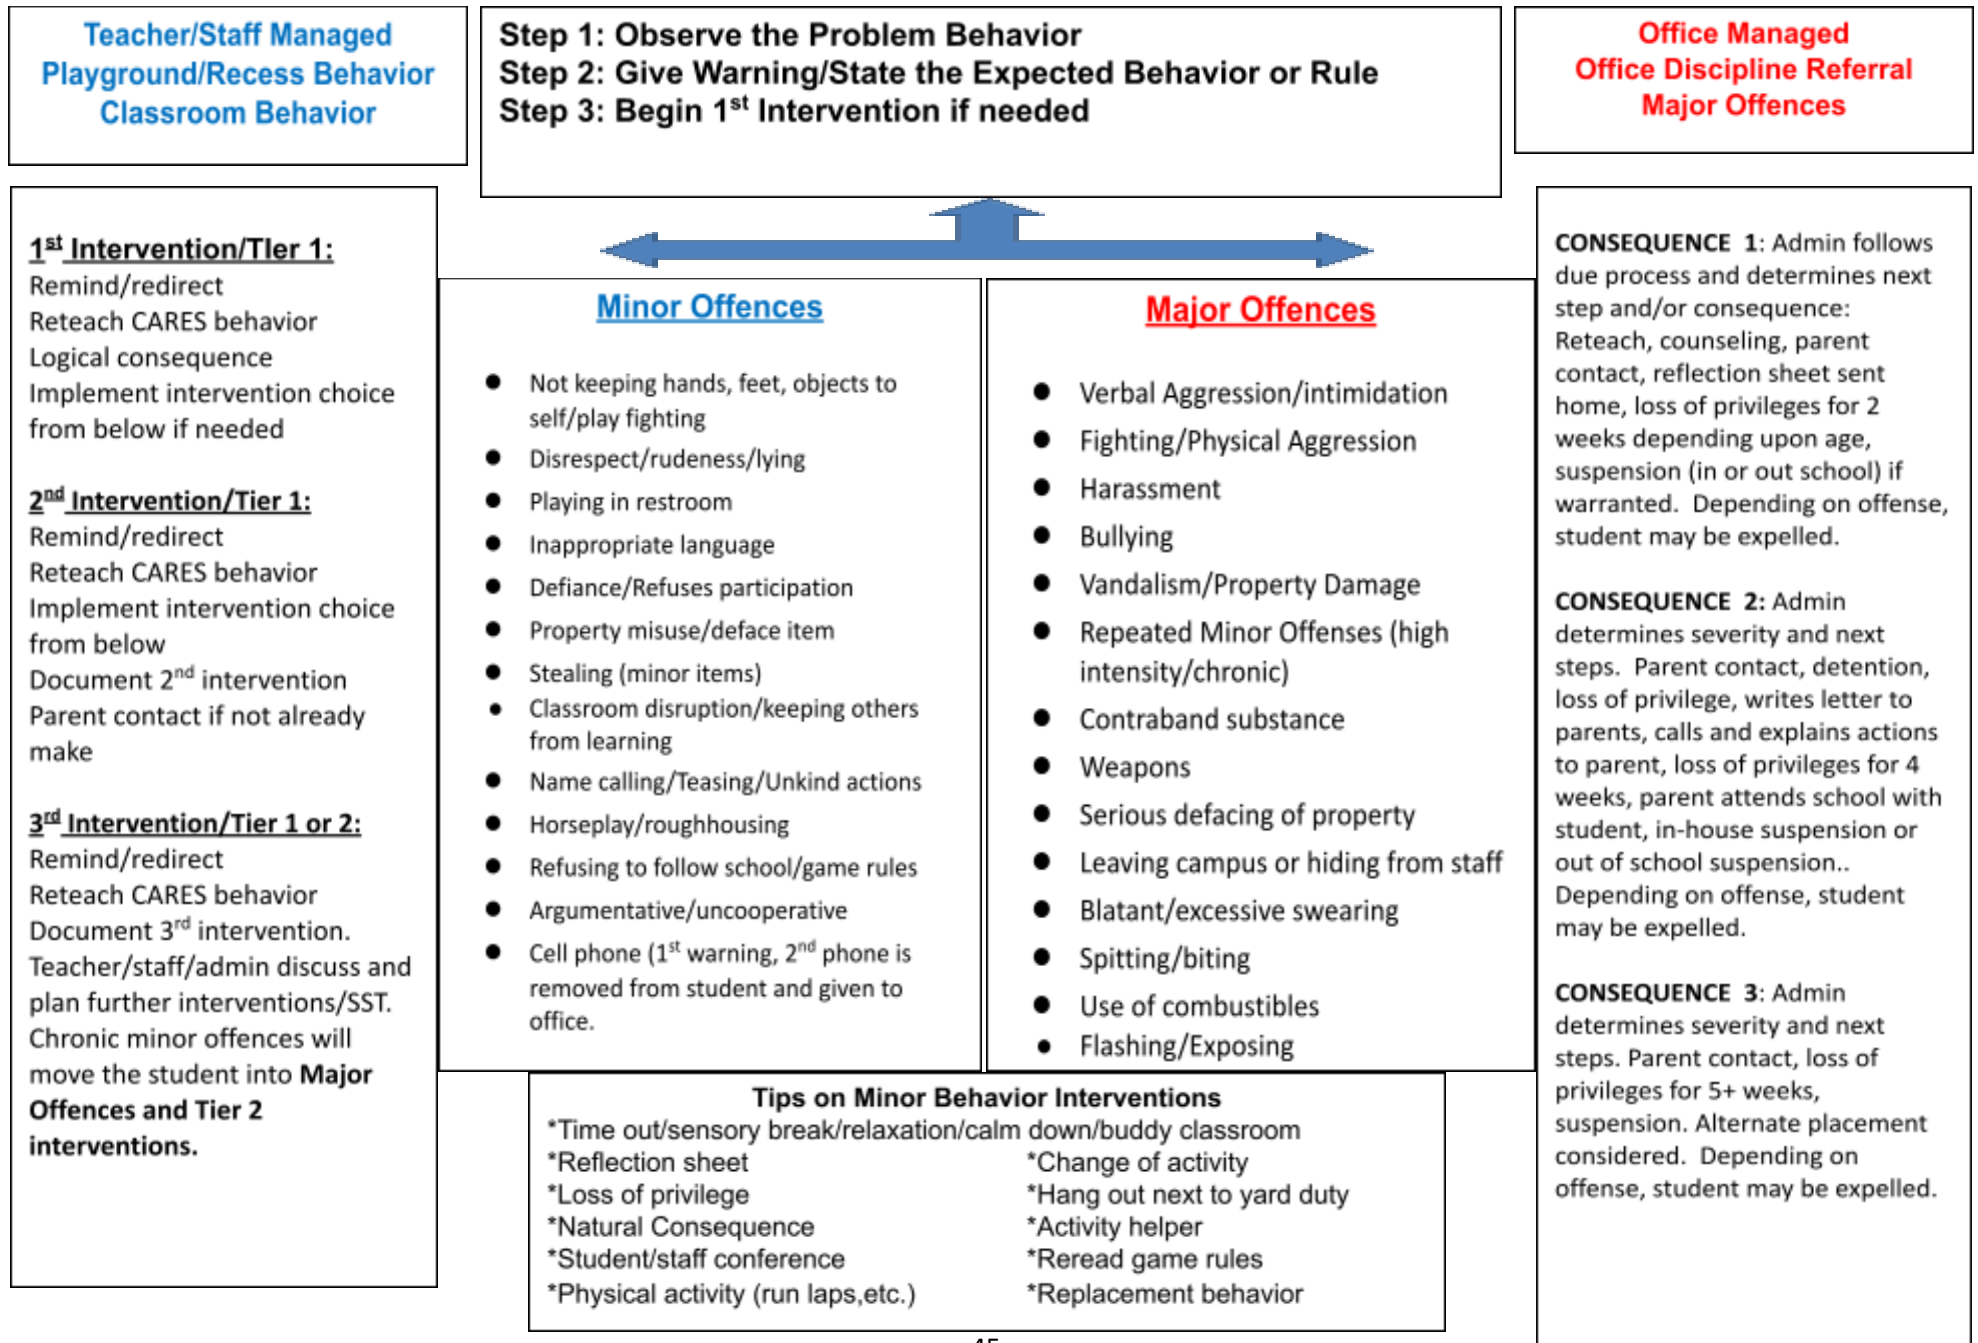 Teacher/Staff Managed
Playground/Recess Behavior
Classroom Behavior
Step 1: Observe the Problem Behavior
Step 2: Give Warning/State the Expected Behavior or Rule
Step 3: Begin 1st Intervention if needed
Office Managed
Office Discipline Referral
Major Offences
1st Intervention/TIer 1:
Remind/redirect
Reteach CARES behavior
Logical consequence
Implement intervention choice
from below if needed
2nd Intervention/Tier 1:
Remind/redirect
Reteach CARES behavior
Implement intervention choice
from below
Document 2nd intervention
Parent contact if not already
make
3rd Intervention/Tier 1 or 2:
Remind/redirect
Reteach CARES behavior
Document 3rd intervention.
Teacher/staff/admin discuss and
plan further interventions/SST.
Chronic minor offences will
move the student into Major
Offences and Tier 2
interventions.
Minor Offences
● Not keeping hands, feet, objects to
self/play fighting
● Disrespect/rudeness/lying
● Playing in restroom
● Inappropriate language
● Defiance/Refuses participation
● Property misuse/deface item
● Stealing (minor items)
● Classroom disruption/keeping others
from learning
● Name calling/Teasing/Unkind actions
● Horseplay/roughhousing
● Refusing to follow school/game rules
● Argumentative/uncooperative
● Cell phone (1st warning, 2nd phone is
removed from student and given to
office.
Major Offences
● Verbal Aggression/intimidation
● Fighting/Physical Aggression
● Harassment
● Bullying
● Vandalism/Property Damage
● Repeated Minor Offenses (high
intensity/chronic)
● Contraband substance
● Weapons
● Serious defacing of property
● Leaving campus or hiding from staff
● Blatant/excessive swearing
● Spitting/biting
● Use of combustibles
● Flashing/Exposing
CONSEQUENCE 1: Admin follows
due process and determines next
step and/or consequence:
Reteach, counseling, parent
contact, reflection sheet sent
home, loss of privileges for 2
weeks depending upon age,
suspension (in or out school) if
warranted. Depending on offense,
student may be expelled.
CONSEQUENCE 2: Admin
determines severity and next
steps. Parent contact, detention,
loss of privilege, writes letter to
parents, calls and explains actions
to parent, loss of privileges for 4
weeks, parent attends school with
student, in-house suspension or
out of school suspension..
Depending on offense, student
may be expelled.
CONSEQUENCE 3: Admin
determines severity and next
steps. Parent contact, loss of
privileges for 5+ weeks,
suspension. Alternate placement
considered. Depending on
offense, student may be expelled.
Tips on Minor Behavior Interventions
*Time out/sensory break/relaxation/calm down/buddy classroom
*Reflection sheet *Change of activity
*Loss of privilege *Hang out next to yard duty
*Natural Consequence *Activity helper
*Student/staff conference *Reread game rules
*Physical activity (run laps,etc.) *Replacement behavior